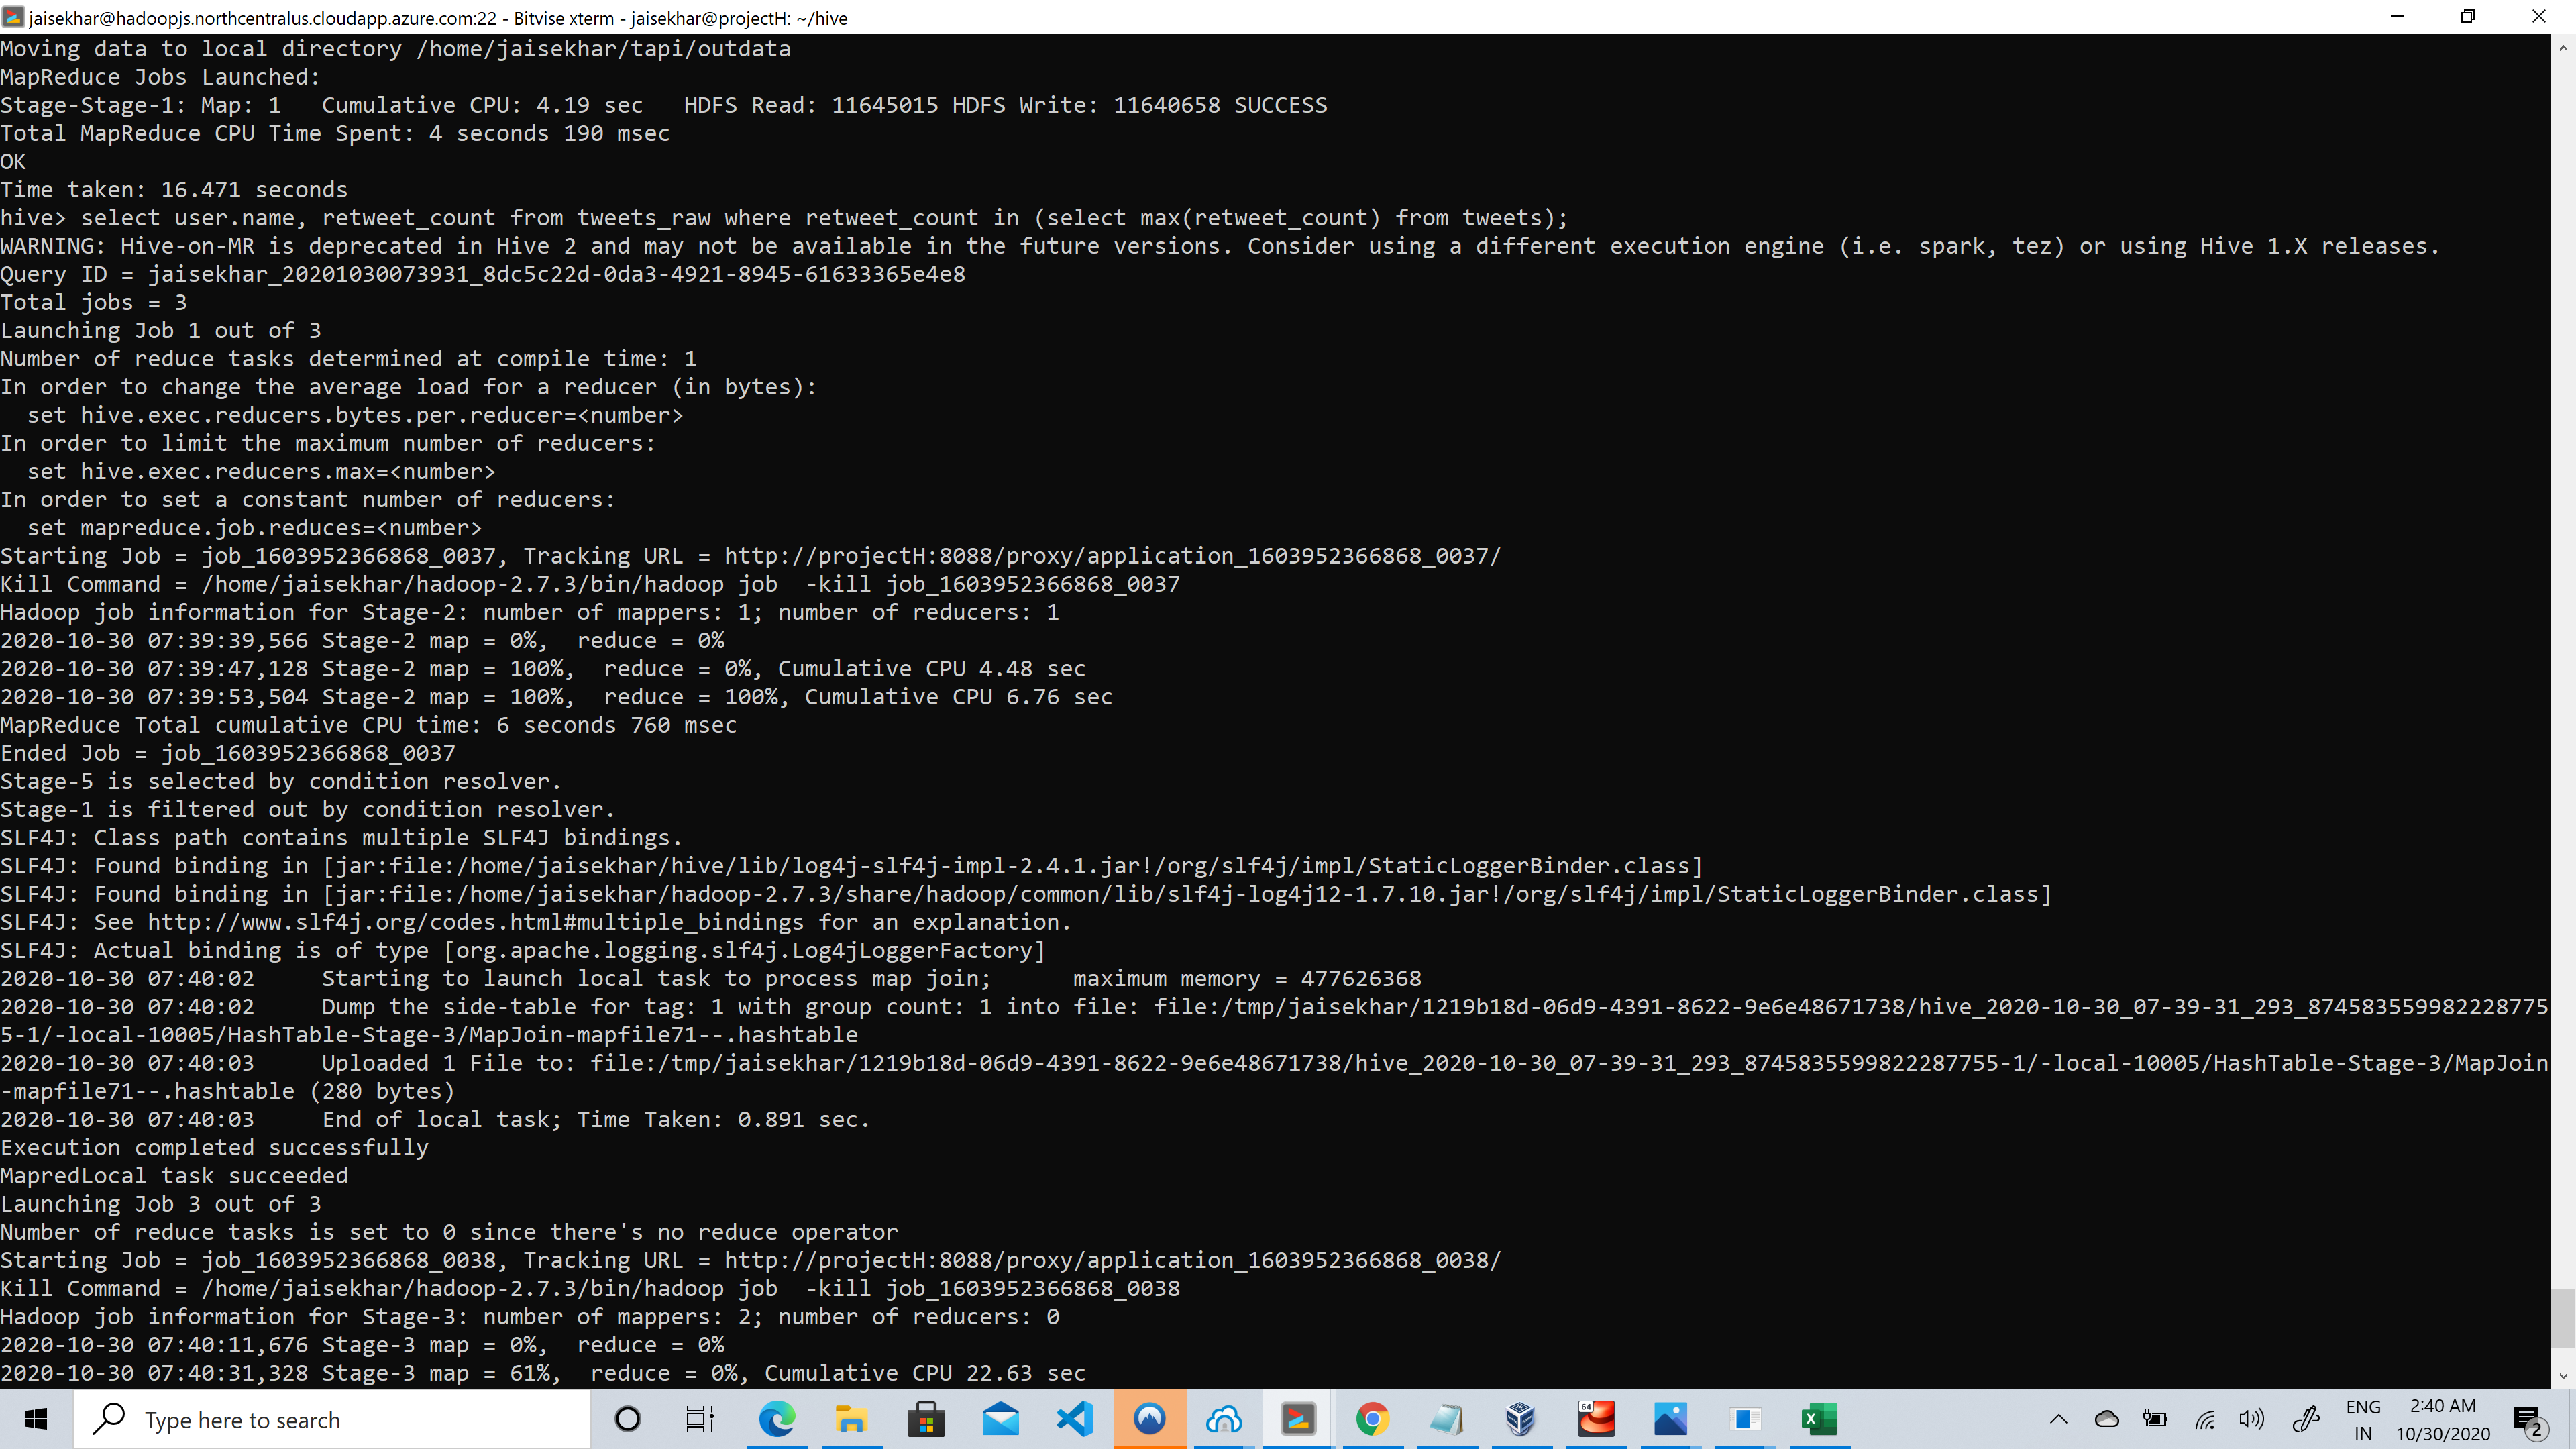 jaisekhar@hadoopjs.northcentralus.cloudapp.azure.com:22 - Bitvise xterm - jaisekhar@projectH: ~/hive
Moving data to local directory /home/jaisekhar/tapi/outdata
MapReduce Jobs Launched:
Stage-Stage-1: Map: 1   Cumulative CPU: 4.19 sec   HDFS Read: 11645015 HDFS Write: 11640658 SUCCESS
Total MapReduce CPU Time Spent: 4 seconds 190 msec
OK
Time taken: 16.471 seconds
hive> select user.name, retweet_count from tweets_raw where retweet_count in (select max(retweet_count) from tweets);
WARNING: Hive-on-MR is deprecated in Hive 2 and may not be available in the future versions. Consider using a different execution engine (i.e. spark, tez) or using Hive 1.X releases.
Query ID = jaisekhar_20201030073931_8dc5c22d-0da3-4921-8945-61633365e4e8
Total jobs = 3
Launching Job 1 out of 3
Number of reduce tasks determined at compile time: 1
In order to change the average load for a reducer (in bytes):
  set hive.exec.reducers.bytes.per.reducer=<number>
In order to limit the maximum number of reducers:
  set hive.exec.reducers.max=<number>
In order to set a constant number of reducers:
  set mapreduce.job.reduces=<number>
Starting Job = job_1603952366868_0037, Tracking URL = http://projectH:8088/proxy/application_1603952366868_0037/
Kill Command = /home/jaisekhar/hadoop-2.7.3/bin/hadoop job  -kill job_1603952366868_0037
Hadoop job information for Stage-2: number of mappers: 1; number of reducers: 1
2020-10-30 07:39:39,566 Stage-2 map = 0%,  reduce = 0%
2020-10-30 07:39:47,128 Stage-2 map = 100%,  reduce = 0%, Cumulative CPU 4.48 sec
2020-10-30 07:39:53,504 Stage-2 map = 100%,  reduce = 100%, Cumulative CPU 6.76 sec
MapReduce Total cumulative CPU time: 6 seconds 760 msec
Ended Job = job_1603952366868_0037
Stage-5 is selected by condition resolver.
Stage-1 is filtered out by condition resolver.
SLF4J: Class path contains multiple SLF4J bindings.
SLF4J: Found binding in [jar:file:/home/jaisekhar/hive/lib/log4j-slf4j-impl-2.4.1.jar!/org/slf4j/impl/StaticLoggerBinder.class]
SLF4J: Found binding in [jar:file:/home/jaisekhar/hadoop-2.7.3/share/hadoop/common/lib/slf4j-log4j12-1.7.10.jar!/org/slf4j/impl/StaticLoggerBinder.class]
SLF4J: See http://www.slf4j.org/codes.html#multiple_bindings for an explanation.
SLF4J: Actual binding is of type [org.apache.logging.slf4j.Log4jLoggerFactory]
2020-10-30 07:40:02     Starting to launch local task to process map join;      maximum memory = 477626368
2020-10-30 07:40:02     Dump the side-table for tag: 1 with group count: 1 into file: file:/tmp/jaisekhar/1219b18d-06d9-4391-8622-9e6e48671738/hive_2020-10-30_07-39-31_293_874583559982228775
5-1/-local-10005/HashTable-Stage-3/MapJoin-mapfile71--.hashtable
2020-10-30 07:40:03     Uploaded 1 File to: file:/tmp/jaisekhar/1219b18d-06d9-4391-8622-9e6e48671738/hive_2020-10-30_07-39-31_293_8745835599822287755-1/-local-10005/HashTable-Stage-3/MapJoin
-mapfile71--.hashtable (280 bytes)
2020-10-30 07:40:03     End of local task; Time Taken: 0.891 sec.
Execution completed successfully
MapredLocal task succeeded
Launching Job 3 out of 3
Number of reduce tasks is set to 0 since there's no reduce operator
Starting Job = job_1603952366868_0038, Tracking URL = http://projectH:8088/proxy/application_1603952366868_0038/
Kill Command = /home/jaisekhar/hadoop-2.7.3/bin/hadoop job  -kill job_1603952366868_0038
Hadoop job information for Stage-3: number of mappers: 2; number of reducers: 0
2020-10-30 07:40:11,676 Stage-3 map = 0%,  reduce = 0%
2020-10-30 07:40:31,328 Stage-3 map = 61%,  reduce = 0%, Cumulative CPU 22.63 sec
Type here to search
64
ENG
IN
2:40 AM
10/30/2020
2